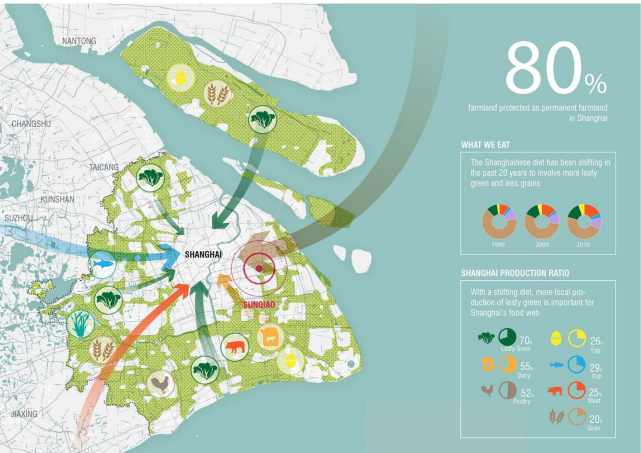 NANTONG
CHANGSHU
TAICANG
KUNSHAN
SUZHOU
SHANGHAI
SUNQIAO
JIAXING
80%
farmland protected as permanent farmland
in Shanghai
WHAT WE EAT
The Shanghainese diet has been shifting in
the past 20 years to involve more leafy
green and less grains
1990
2000
2010
SHANGHAI PRODUCTION RATIO
With a shifting diet, more local pro-
duction of leafy green is important for
Shanghai's food web
70%
Leafy Green
26%
Egg
55%
Dairy
29%
Fish
52%
Poultry
25%
Meat
20%
Grain